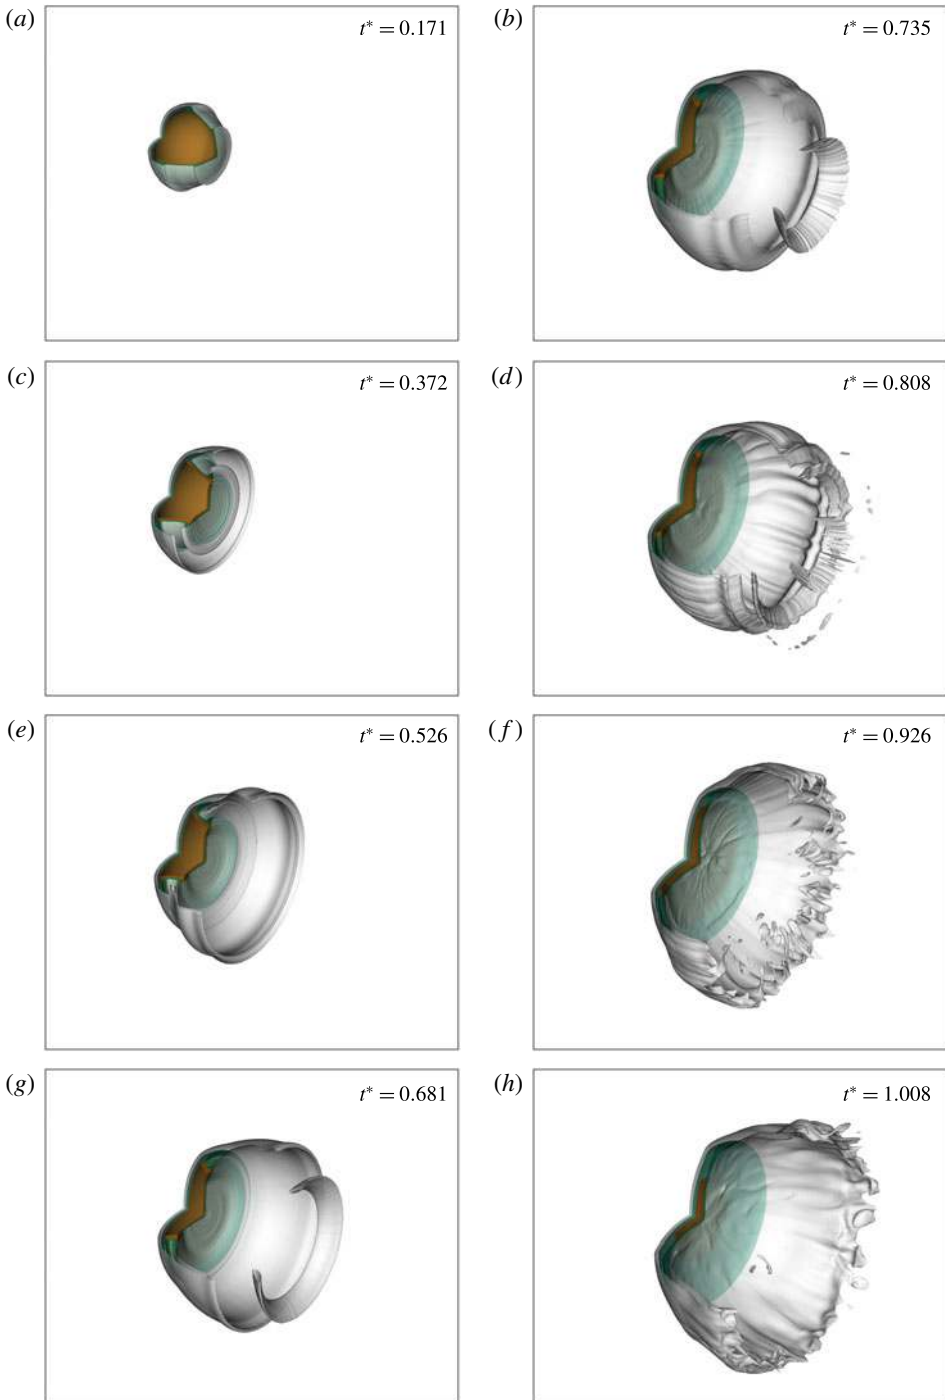 (a) t* = 0.171
(b) t* = 0.735
(c) t* = 0.372
(d) t* = 0.808
(e) t* = 0.526
(f) t* = 0.926
(g) t* = 0.681
(h) t* = 1.008